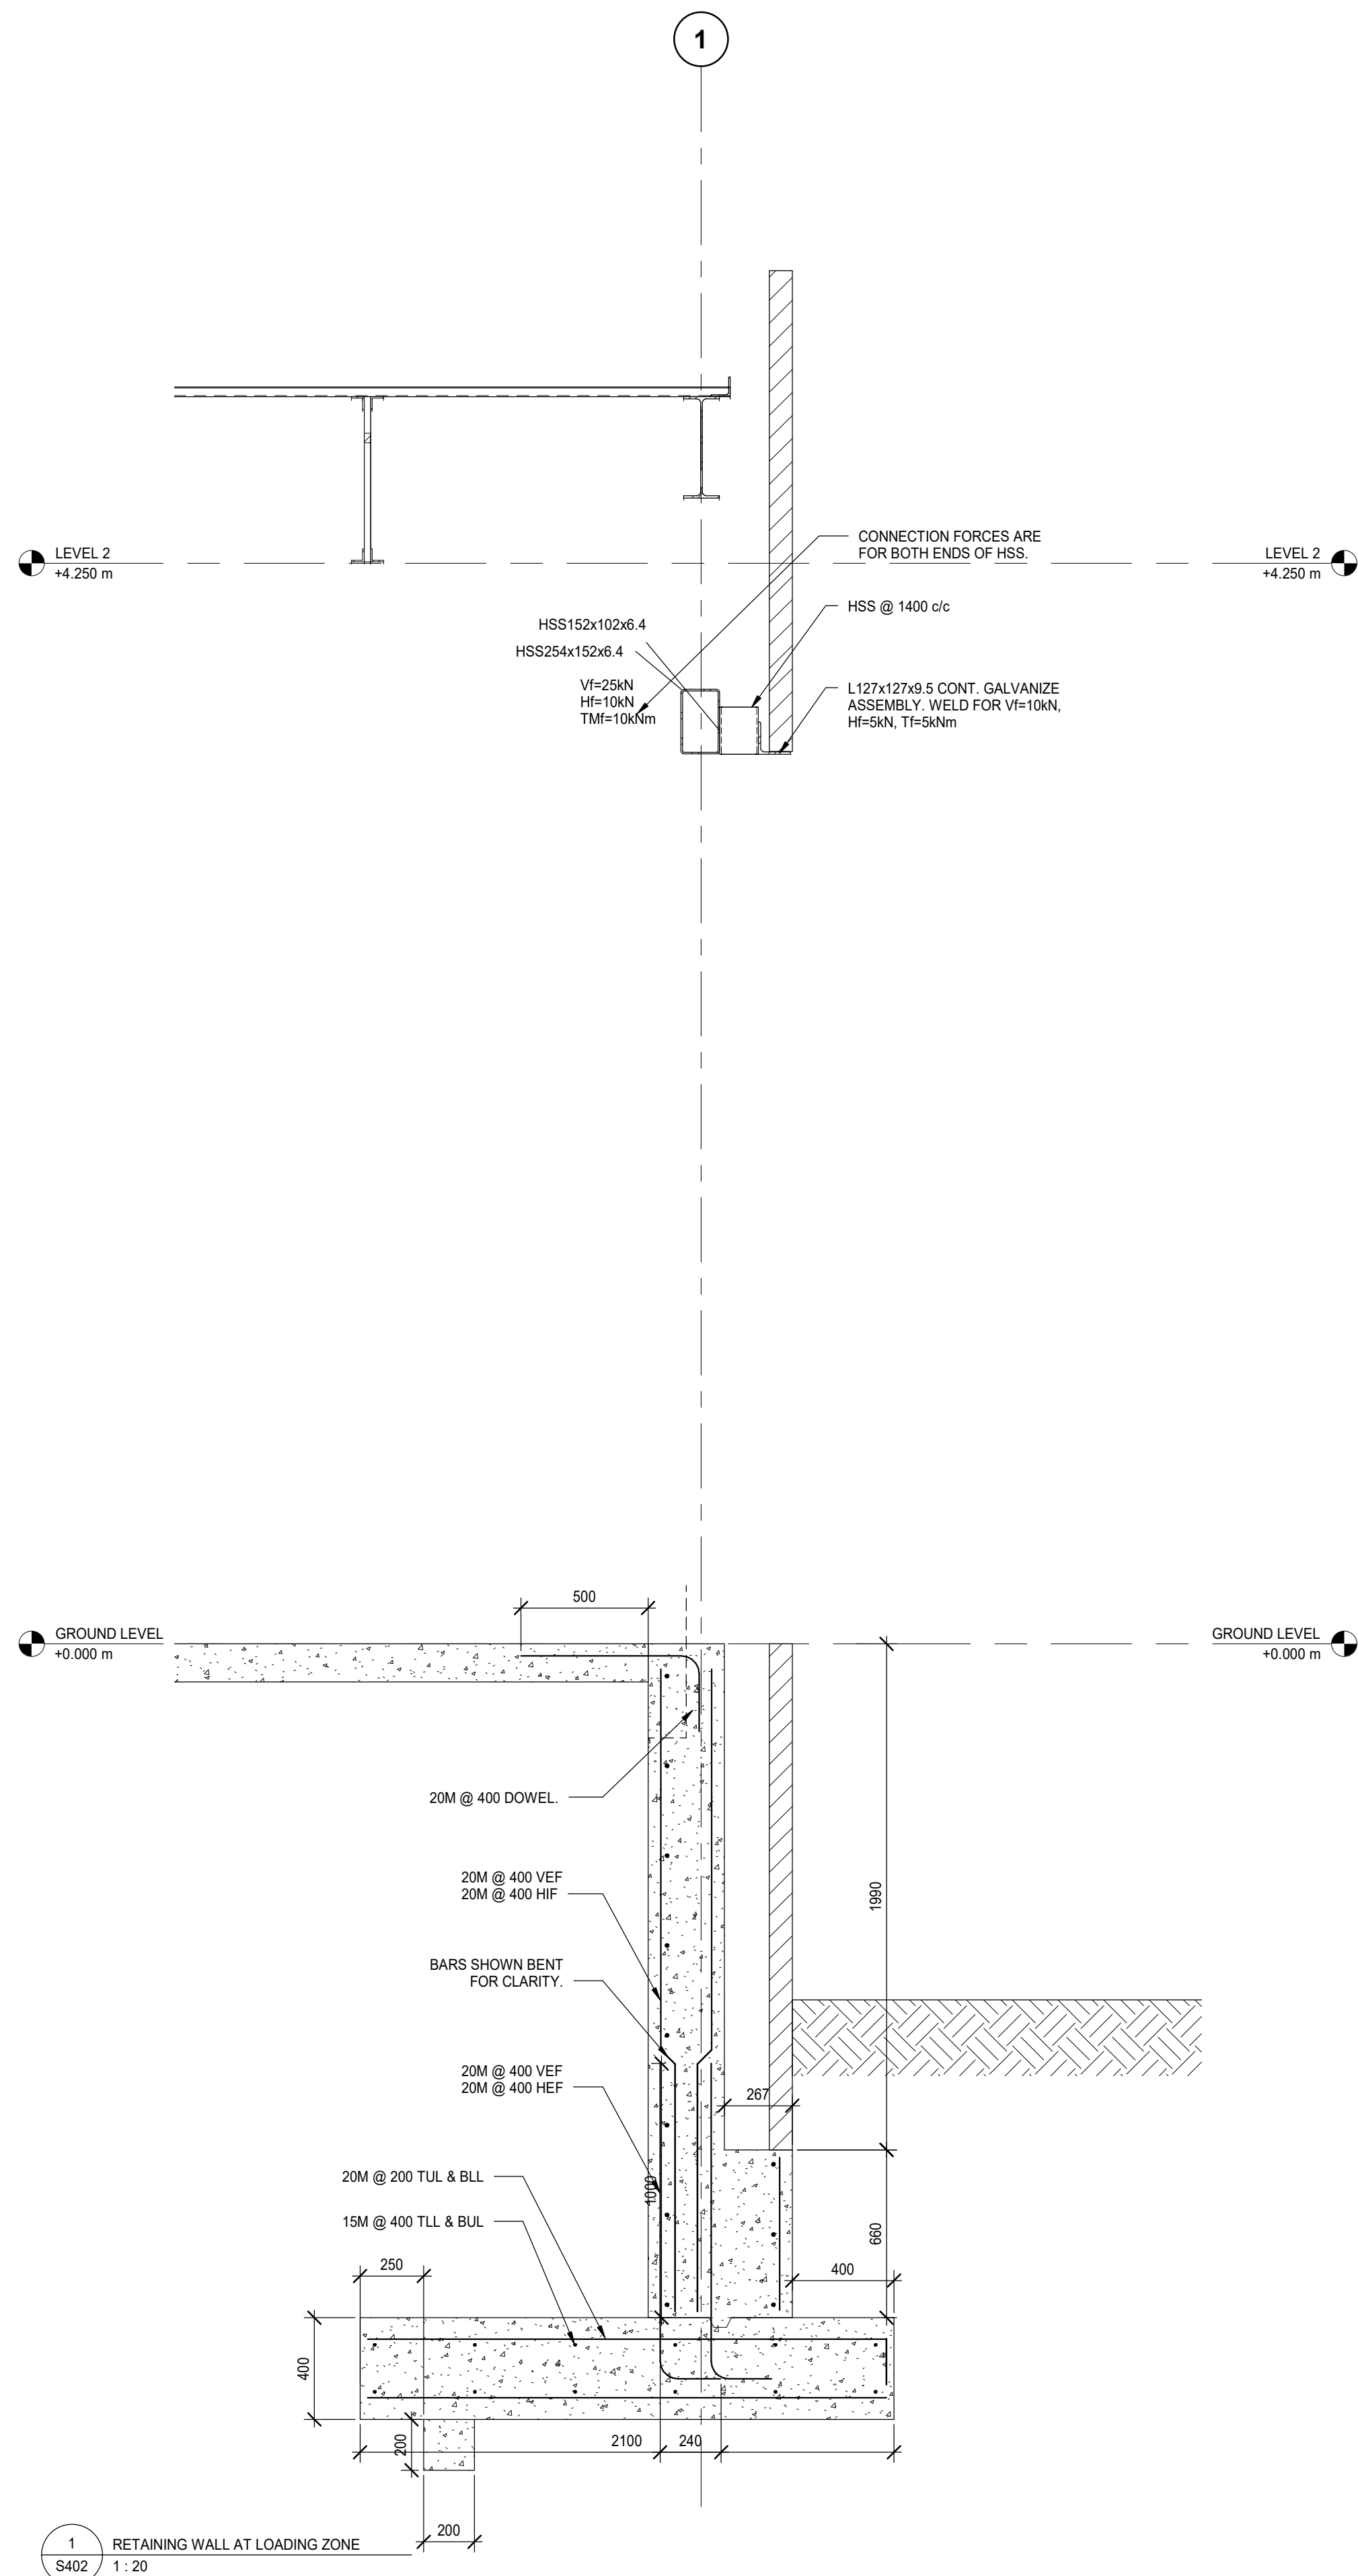 1
LEVEL 2
+4.250 m
LEVEL 2
+4.250 m
CONNECTION FORCES ARE
FOR BOTH ENDS OF HSS.
HSS @ 1400 c/c
HSS152x102x6.4
HSS254x152x6.4
Vf=25kN
Hf=10kN
TMf=10kNm
L127x127x9.5 CONT. GALVANIZE
ASSEMBLY. WELD FOR Vf=10kN,
Hf=5kN, Tf=5kNm
500
GROUND LEVEL
+0.000 m
GROUND LEVEL
+0.000 m
20M @ 400 DOWEL.
20M @ 400 VEF
20M @ 400 HIF
1990
BARS SHOWN BENT
FOR CLARITY.
20M @ 400 VEF
20M @ 400 HEF
267
20M @ 200 TUL & BLL
1000
15M @ 400 TLL & BUL
660
250
400
400
2100
240
200
200
1
S402
RETAINING WALL AT LOADING ZONE
1 : 20